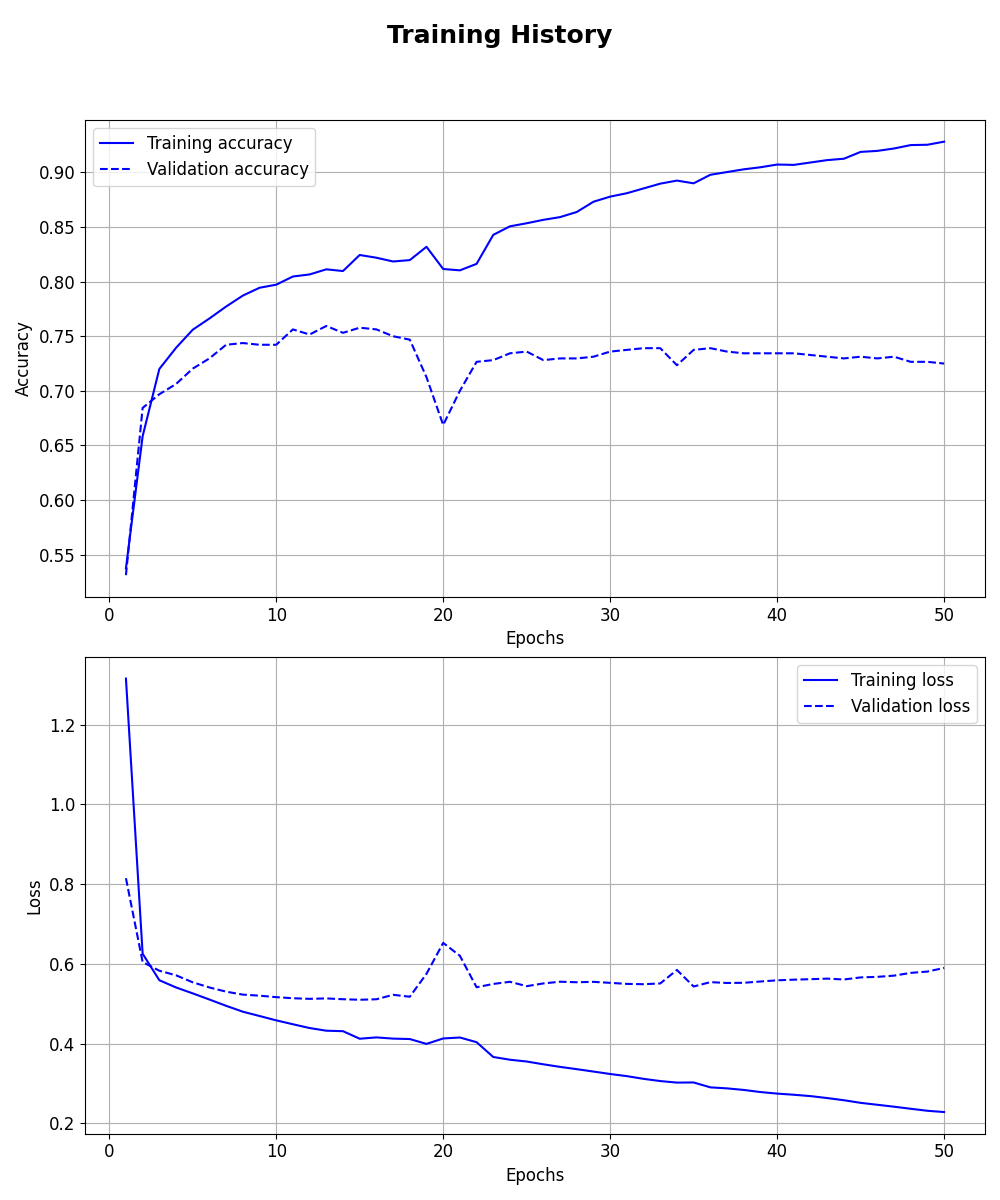 Training History
Training accuracy
Validation accuracy
0.90
0.85
0.80
0.75
0.70
0.65
0.60
0.55
Accuracy
0 10 20 30 40 50
Epochs
Training loss
Validation loss
1.2
1.0
0.8
0.6
0.4
0.2
Loss
0 10 20 30 40 50
Epochs